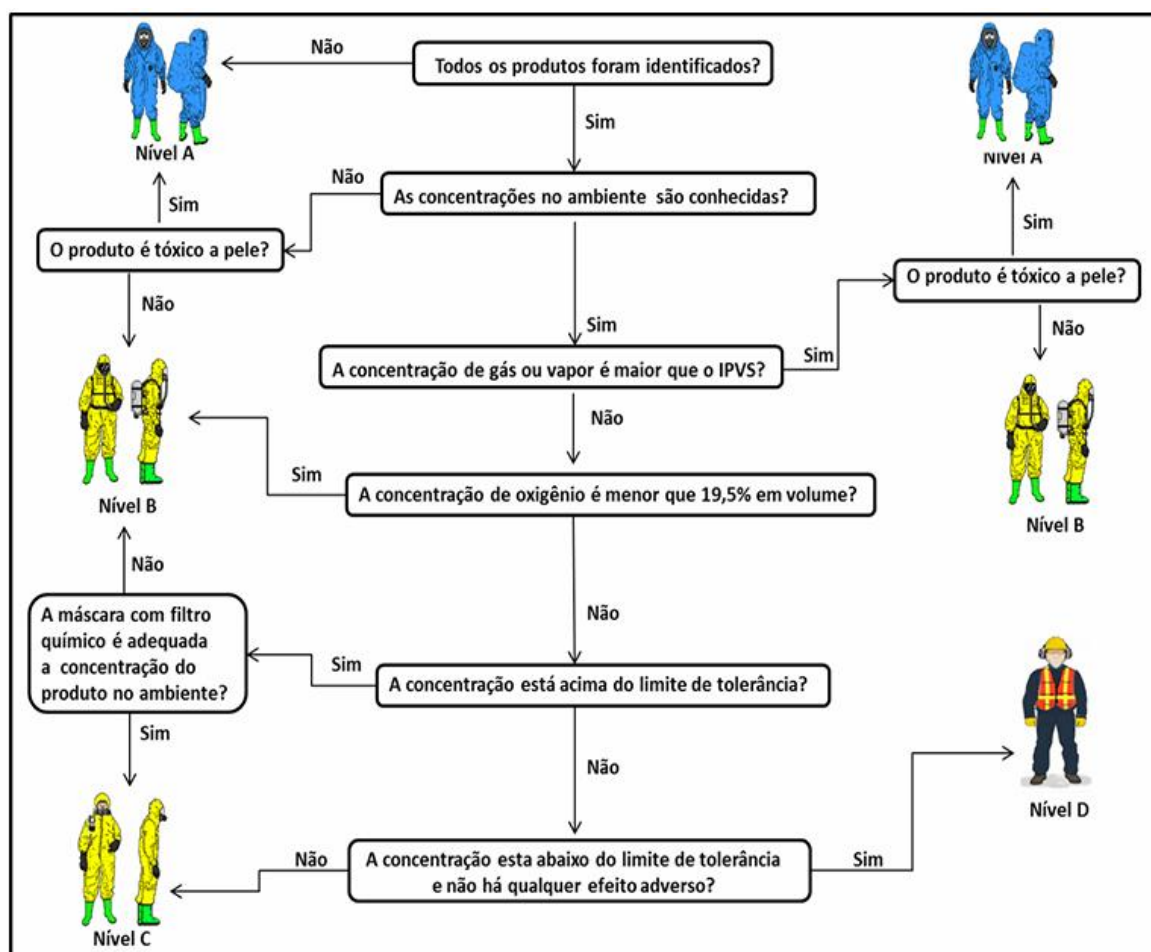 Não
Todos os produtos foram identificados?
Sim
Nível A
Nível A
Não
As concentrações no ambiente são conhecidas?
Sim
Sim
O produto é tóxico a pele?
O produto é tóxico a pele?
Não
Não
Sim
Sim
A concentração de gás ou vapor é maior que o IPVS?
Não
Sim
A concentração de oxigênio é menor que 19,5% em volume?
Nível B
Nível B
Não
Não
A máscara com filtro
químico é adequada
a concentração do
produto no ambiente?
Sim
A concentração está acima do limite de tolerância?
Sim
Não
Nível D
Não
A concentração esta abaixo do limite de tolerância
e não há qualquer efeito adverso?
Sim
Nível C